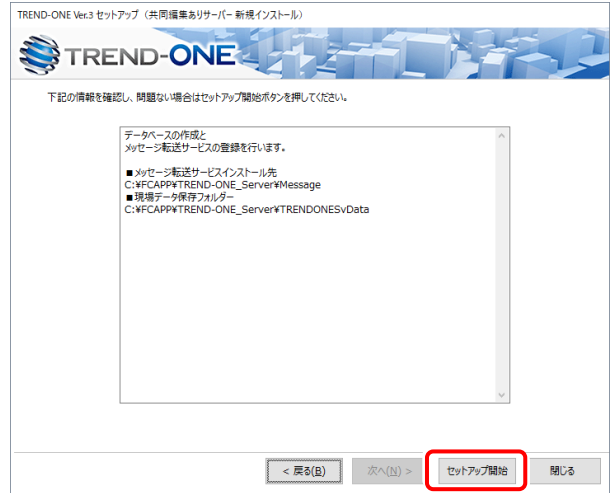 TREND-ONE Ver.3 セットアップ（共同編集ありサーバー 新規インストール）
TREND-ONE
下記の情報を確認し、問題ない場合はセットアップ開始ボタンを押してください。
データベースの作成と
メッセージ転送サービスの登録を行います。
■メッセージ転送サービスインストール先
C:¥FCAPP¥TREND-ONE_Server¥Message
■現場データ保存フォルダー
C:¥FCAPP¥TREND-ONE_Server¥TRENDONESvData
< 戻る(B)
次へ(N) >
セットアップ開始
閉じる